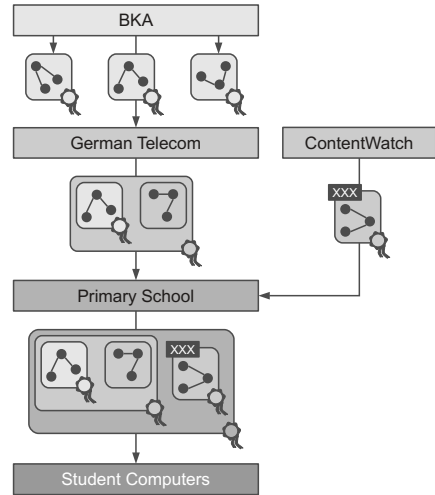 BKA
German Telecom
ContentWatch
XXX
Primary School
XXX
Student Computers